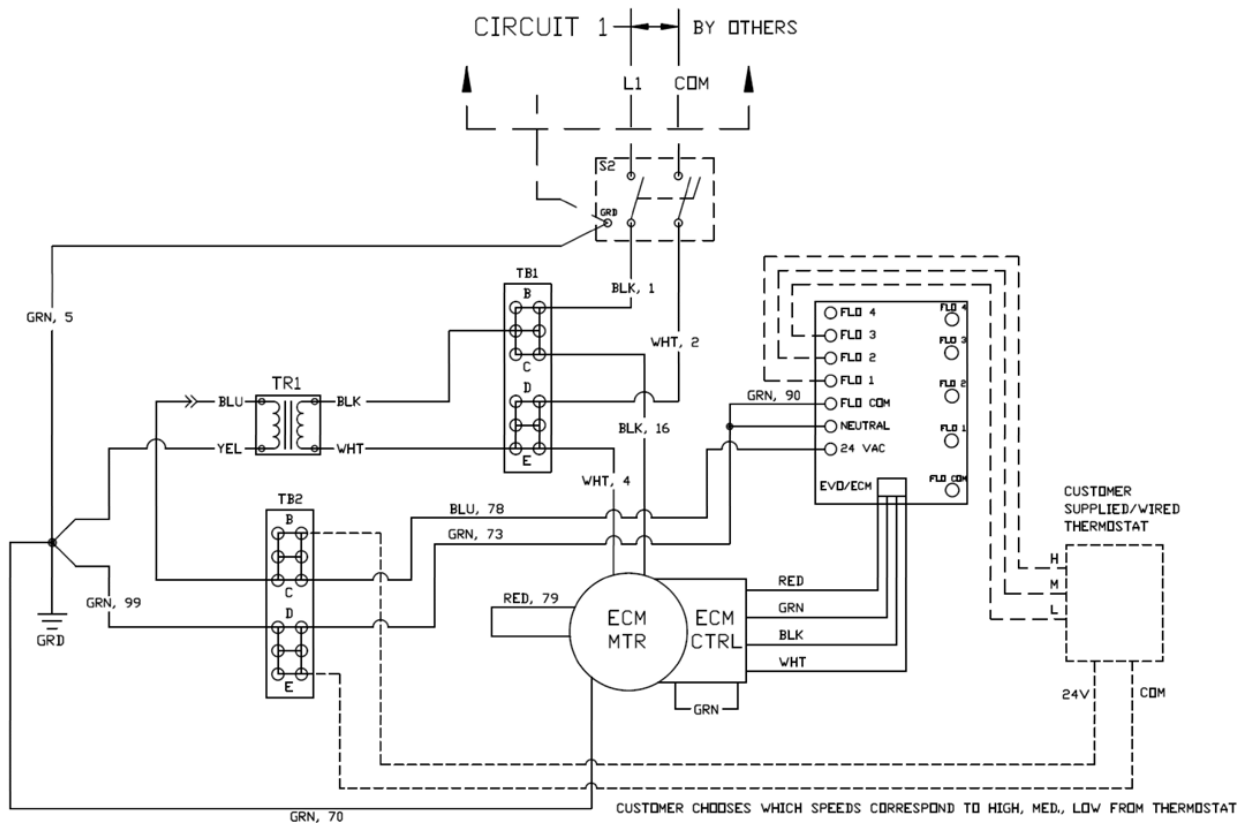 CIRCUIT 1
BY OTHERS
L1
COM
S2
GRD
TB1
B
BLK, 1
C
D
E
WHT, 2
GRN, 5
TR1
BLU
BLK
YEL
WHT
BLK, 16
WHT, 4
GRN, 90
FLO 4
FLO 3
FLO 2
FLO 1
FLO COM
NEUTRAL
24 VAC
EVO/ECM
FLO 4
FLO 3
FLO 2
FLO 1
FLO COM
TB2
B
C
D
E
BLU, 78
GRN, 73
GRN, 99
GRD
RED, 79
ECM
MTR
ECM
CTRL
RED
GRN
BLK
WHT
GRN
CUSTOMER
SUPPLIED/WIRED
THERMOSTAT
H
M
L
24V
COM
GRN, 70
CUSTOMER CHOOSES WHICH SPEEDS CORRESPOND TO HIGH, MED., LOW FROM THERMOSTAT